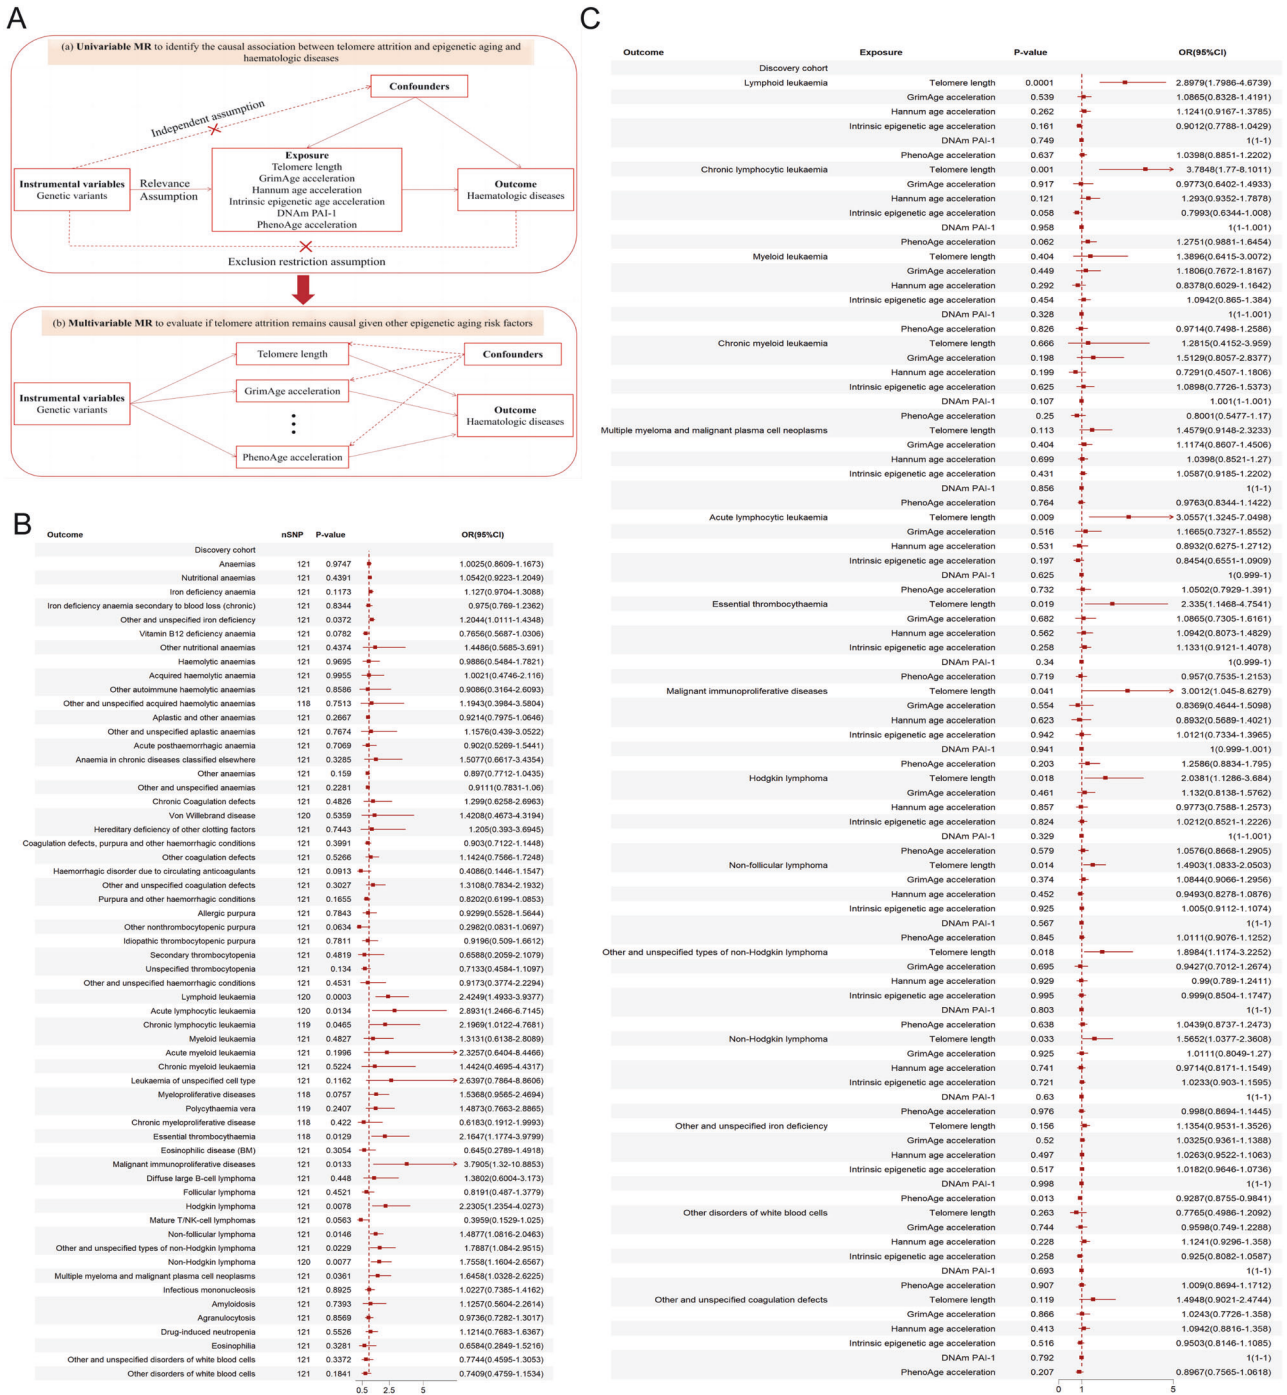 A
(a) Univariable MR to identify the causal association between telomere attrition and epigenetic aging and
haematologic diseases
Confounders
Independent assumption
Exposure
Telomere length
GrimAge acceleration
Hannum age acceleration
Intrinsic epigenetic age acceleration
DNAm PAI-1
PhenoAge acceleration
Instrumental variables
Genetic variants
Relevance
Assumption
Outcome
Haematologic diseases
Exclusion restriction assumption
(b) Multivariable MR to evaluate if telomere attrition remains causal given other epigenetic aging risk factors
Telomere length
Confounders
GrimAge acceleration
Instrumental variables
Genetic variants
Outcome
Haematologic diseases
PhenoAge acceleration
B
Outcome nSNP P-value OR(95%CI)
Discovery cohort
Anaemias 121 0.9747 1.0025(0.8609-1.1673)
Nutritional anaemias 121 0.4391 1.0542(0.9223-1.2049)
Iron deficiency anaemia 121 0.1173 1.127(0.9704-1.3088)
Iron deficiency anaemia secondary to blood loss (chronic) 121 0.8344 0.975(0.769-1.2362)
Other and unspecified iron deficiency 121 0.0372 1.2044(1.0111-1.4348)
Vitamin B12 deficiency anaemia 121 0.0782 0.7656(0.5687-1.0306)
Other nutritional anaemias 121 0.4374 1.4486(0.5685-3.691)
Haemolytic anaemias 121 0.9695 0.9886(0.5484-1.7821)
Acquired haemolytic anaemia 121 0.9955 1.0021(0.4746-2.116)
Other autoimmune haemolytic anaemias 121 0.8586 0.9086(0.3164-2.6093)
Other and unspecified acquired haemolytic anaemias 118 0.7513 1.1943(0.3984-3.5804)
Aplastic and other anaemias 121 0.2667 0.9214(0.7975-1.0646)
Other and unspecified aplastic anaemias 121 0.7674 1.1576(0.439-3.0522)
Acute posthaemorrhagic anaemia 121 0.7069 0.902(0.5269-1.5441)
Anaemia in chronic diseases classified elsewhere 121 0.3285 1.5077(0.6617-3.4354)
Other anaemias 121 0.159 0.897(0.7712-1.0435)
Other and unspecified anaemias 121 0.2281 0.9111(0.7831-1.06)
Chronic Coagulation defects 121 0.4826 1.299(0.6258-2.6963)
Von Willebrand disease 120 0.5359 1.4208(0.4673-4.3194)
Hereditary deficiency of other clotting factors 121 0.7443 1.205(0.393-3.6945)
Coagulation defects, purpura and other haemorrhagic conditions 121 0.3991 0.903(0.7122-1.1448)
Other coagulation defects 121 0.5266 1.1424(0.7566-1.7248)
Haemorrhagic disorder due to circulating anticoagulants 121 0.0913 0.4086(0.1446-1.1547)
Other and unspecified coagulation defects 121 0.3027 1.3108(0.7834-2.1932)
Purpura and other haemorrhagic conditions 121 0.1655 0.8202(0.6199-1.0853)
Allergic purpura 121 0.7843 0.9299(0.5528-1.5644)
Other nonthrombocytopenic purpura 121 0.0634 0.2982(0.0831-1.0697)
Idiopathic thrombocytopenic purpura 121 0.7811 0.9196(0.509-1.6612)
Secondary thrombocytopenia 121 0.4819 0.6588(0.2059-2.1079)
Unspecified thrombocytopenia 121 0.134 0.7133(0.4584-1.1097)
Other and unspecified haemorrhagic conditions 121 0.4531 0.9173(0.3774-2.2294)
Lymphoid leukaemia 120 0.0003 2.4249(1.4933-3.9377)
Acute lymphocytic leukaemia 120 0.0134 2.8931(1.2466-6.7145)
Chronic lymphocytic leukaemia 119 0.0465 2.1969(1.0122-4.7681)
Myeloid leukaemia 121 0.4827 1.3131(0.6138-2.8089)
Acute myeloid leukaemia 121 0.1996 2.3257(0.6404-8.4466)
Chronic myeloid leukaemia 121 0.5224 1.4424(0.4695-4.4317)
Leukaemia of unspecified cell type 121 0.1162 2.6397(0.7864-8.8606)
Myeloproliferative diseases 118 0.0757 1.5368(0.9565-2.4694)
Polycythaemia vera 119 0.2407 1.4873(0.7663-2.8865)
Chronic myeloproliferative disease 118 0.422 0.6183(0.1912-1.9993)
Essential thrombocythaemia 118 0.0129 2.1647(1.1774-3.9799)
Eosinophilic disease (BM) 121 0.3054 0.645(0.2789-1.4918)
Malignant immunoproliferative diseases 121 0.0133 3.7905(1.32-10.8853)
Diffuse large B-cell lymphoma 121 0.448 1.3802(0.6004-3.173)
Follicular lymphoma 121 0.4521 0.8191(0.487-1.3779)
Hodgkin lymphoma 121 0.0078 2.2305(1.2354-4.0273)
Mature T/NK-cell lymphomas 121 0.0563 0.3959(0.1529-1.025)
Non-follicular lymphoma 121 0.0146 1.4877(1.0816-2.0463)
Other and unspecified types of non-Hodgkin lymphoma 121 0.0229 1.7887(1.084-2.9515)
Non-Hodgkin lymphoma 120 0.0077 1.7558(1.1604-2.6567)
Multiple myeloma and malignant plasma cell neoplasms 121 0.0361 1.6458(1.0328-2.6225)
Infectious mononucleosis 121 0.8925 1.0227(0.7385-1.4162)
Amyloidosis 121 0.7393 1.1257(0.5604-2.2614)
Agranulocytosis 121 0.8569 0.9736(0.7282-1.3017)
Drug-induced neutropenia 121 0.5526 1.1214(0.7683-1.6367)
Eosinophilia 121 0.3281 0.6584(0.2849-1.5216)
Other and unspecified disorders of white blood cells 121 0.3372 0.7744(0.4595-1.3053)
Other disorders of white blood cells 121 0.1841 0.7409(0.4759-1.1534)
0.5 2.5 5
C
Outcome Exposure P-value OR(95%CI)
Discovery cohort
Lymphoid leukaemia Telomere length 0.0001 2.8979(1.7986-4.6739)
GrimAge acceleration 0.539 1.0865(0.8328-1.4191)
Hannum age acceleration 0.262 1.1241(0.9167-1.3785)
Intrinsic epigenetic age acceleration 0.161 0.9012(0.7788-1.0429)
DNAm PAI-1 0.749 1(1-1)
PhenoAge acceleration 0.637 1.0398(0.8851-1.2202)
Chronic lymphocytic leukaemia Telomere length 0.001 3.7848(1.77-8.1011)
GrimAge acceleration 0.917 0.9773(0.6402-1.4933)
Hannum age acceleration 0.121 1.293(0.9352-1.7878)
Intrinsic epigenetic age acceleration 0.058 0.7993(0.6344-1.008)
DNAm PAI-1 0.958 1(1-1.001)
PhenoAge acceleration 0.062 1.2751(0.9881-1.6454)
Myeloid leukaemia Telomere length 0.404 1.3896(0.6415-3.0072)
GrimAge acceleration 0.449 1.1806(0.7672-1.8167)
Hannum age acceleration 0.292 0.8378(0.6029-1.1642)
Intrinsic epigenetic age acceleration 0.454 1.0942(0.865-1.384)
DNAm PAI-1 0.328 1(1-1.001)
PhenoAge acceleration 0.826 0.9714(0.7498-1.2586)
Chronic myeloid leukaemia Telomere length 0.666 1.2815(0.4152-3.959)
GrimAge acceleration 0.198 1.5129(0.8057-2.8377)
Hannum age acceleration 0.199 0.7291(0.4507-1.1806)
Intrinsic epigenetic age acceleration 0.625 1.0898(0.7726-1.5373)
DNAm PAI-1 0.107 1.001(1-1.001)
PhenoAge acceleration 0.25 0.8001(0.5477-1.17)
Multiple myeloma and malignant plasma cell neoplasms Telomere length 0.113 1.4579(0.9148-2.3233)
GrimAge acceleration 0.404 1.1174(0.8607-1.4506)
Hannum age acceleration 0.699 1.0398(0.8521-1.27)
Intrinsic epigenetic age acceleration 0.431 1.0587(0.9185-1.2202)
DNAm PAI-1 0.856 1(1-1)
PhenoAge acceleration 0.764 0.9763(0.8344-1.1422)
Acute lymphocytic leukaemia Telomere length 0.009 3.0557(1.3245-7.0498)
GrimAge acceleration 0.516 1.1665(0.7327-1.8552)
Hannum age acceleration 0.531 0.8932(0.6275-1.2712)
Intrinsic epigenetic age acceleration 0.197 0.8454(0.6551-1.0909)
DNAm PAI-1 0.625 1(0.999-1)
PhenoAge acceleration 0.732 1.0502(0.7929-1.391)
Essential thrombocythaemia Telomere length 0.019 2.335(1.1468-4.7541)
GrimAge acceleration 0.682 1.0865(0.7305-1.6161)
Hannum age acceleration 0.562 1.0942(0.8073-1.4829)
Intrinsic epigenetic age acceleration 0.258 1.1331(0.9121-1.4078)
DNAm PAI-1 0.34 1(0.999-1)
PhenoAge acceleration 0.719 0.957(0.7535-1.2153)
Malignant immunoproliferative diseases Telomere length 0.041 3.0012(1.045-8.6279)
GrimAge acceleration 0.554 0.8369(0.4644-1.5098)
Hannum age acceleration 0.623 0.8932(0.5689-1.4021)
Intrinsic epigenetic age acceleration 0.942 1.0121(0.7334-1.3965)
DNAm PAI-1 0.941 1(0.999-1.001)
PhenoAge acceleration 0.203 1.2586(0.8834-1.795)
Hodgkin lymphoma Telomere length 0.018 2.0381(1.1286-3.684)
GrimAge acceleration 0.461 1.132(0.8138-1.5762)
Hannum age acceleration 0.857 0.9773(0.7588-1.2573)
Intrinsic epigenetic age acceleration 0.824 1.0212(0.8521-1.2226)
DNAm PAI-1 0.329 1(1-1.001)
PhenoAge acceleration 0.579 1.0576(0.8668-1.2905)
Non-follicular lymphoma Telomere length 0.014 1.4903(1.0833-2.0503)
GrimAge acceleration 0.374 1.0844(0.9066-1.2956)
Hannum age acceleration 0.452 0.9493(0.8278-1.0876)
Intrinsic epigenetic age acceleration 0.925 1.005(0.9112-1.1074)
DNAm PAI-1 0.567 1(1-1)
PhenoAge acceleration 0.845 1.0111(0.9076-1.1252)
Other and unspecified types of non-Hodgkin lymphoma Telomere length 0.018 1.8984(1.1174-3.2252)
GrimAge acceleration 0.695 0.9427(0.7012-1.2674)
Hannum age acceleration 0.929 0.99(0.789-1.2411)
Intrinsic epigenetic age acceleration 0.995 0.999(0.8504-1.1747)
DNAm PAI-1 0.803 1(1-1)
PhenoAge acceleration 0.638 1.0439(0.8737-1.2473)
Non-Hodgkin lymphoma Telomere length 0.033 1.5652(1.0377-2.3608)
GrimAge acceleration 0.925 1.0111(0.8049-1.27)
Hannum age acceleration 0.741 0.9714(0.8171-1.1549)
Intrinsic epigenetic age acceleration 0.721 1.0233(0.903-1.1595)
DNAm PAI-1 0.63 1(1-1)
PhenoAge acceleration 0.976 0.998(0.8694-1.1445)
Other and unspecified iron deficiency Telomere length 0.156 1.1354(0.9531-1.3526)
GrimAge acceleration 0.52 1.0325(0.9361-1.1388)
Hannum age acceleration 0.497 1.0263(0.9522-1.1063)
Intrinsic epigenetic age acceleration 0.517 1.0182(0.9646-1.0736)
DNAm PAI-1 0.998 1(1-1)
PhenoAge acceleration 0.013 0.9287(0.8755-0.9841)
Other disorders of white blood cells Telomere length 0.263 0.7765(0.4986-1.2092)
GrimAge acceleration 0.744 0.9598(0.749-1.2288)
Hannum age acceleration 0.228 1.1241(0.9296-1.358)
Intrinsic epigenetic age acceleration 0.258 0.925(0.8082-1.0587)
DNAm PAI-1 0.693 1(1-1)
PhenoAge acceleration 0.907 1.009(0.8694-1.1712)
Other and unspecified coagulation defects Telomere length 0.119 1.4948(0.9021-2.4744)
GrimAge acceleration 0.866 1.0243(0.7726-1.358)
Hannum age acceleration 0.413 1.0942(0.8816-1.358)
Intrinsic epigenetic age acceleration 0.516 0.9503(0.8146-1.1085)
DNAm PAI-1 0.792 1(1-1)
PhenoAge acceleration 0.207 0.8967(0.7565-1.0618)
0 1 5